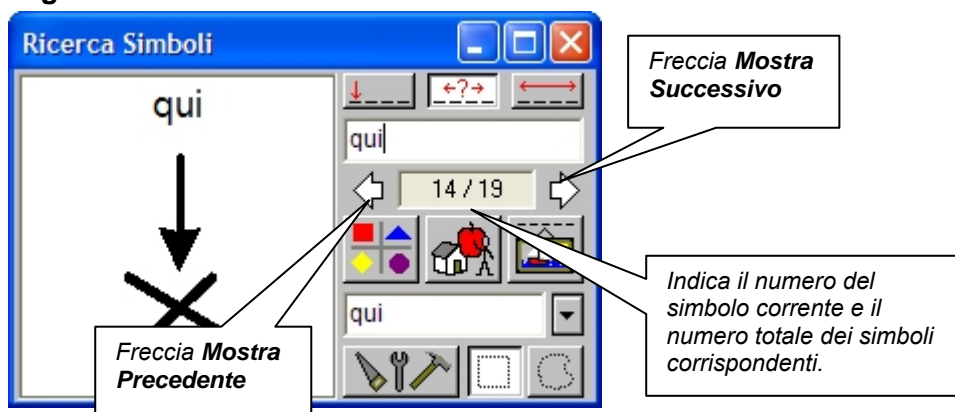 Ricerca Simboli
qui
←?→
qui
14 / 19
qui
Freccia Mostra
Successivo
Indica il numero del
simbolo corrente e il
numero totale dei simboli
corrispondenti.
Freccia Mostra
Precedente